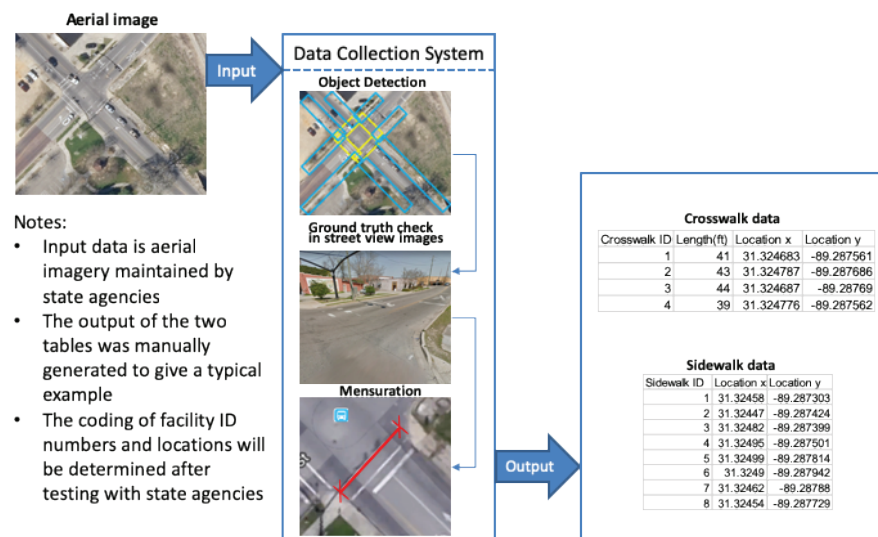 Aerial image
Input
Notes:
• Input data is aerial
imagery maintained by
state agencies
• The output of the two
tables was manually
generated to give a typical
example
• The coding of facility ID
numbers and locations will
be determined after
testing with state agencies
Data Collection System
Object Detection
Ground truth check
in street view images
Mensuration
Output
Crosswalk data
Crosswalk ID Length(ft) Location x Location y
1 41 31.324683 -89.287561
2 43 31.324787 -89.287686
3 44 31.324687 -89.28769
4 39 31.324776 -89.287562
Sidewalk data
Sidewalk ID Location x Location y
1 31.32458 -89.287303
2 31.32447 -89.287424
3 31.32482 -89.287399
4 31.32495 -89.287501
5 31.32499 -89.287814
6 31.3249 -89.287942
7 31.32462 -89.28788
8 31.32454 -89.287729